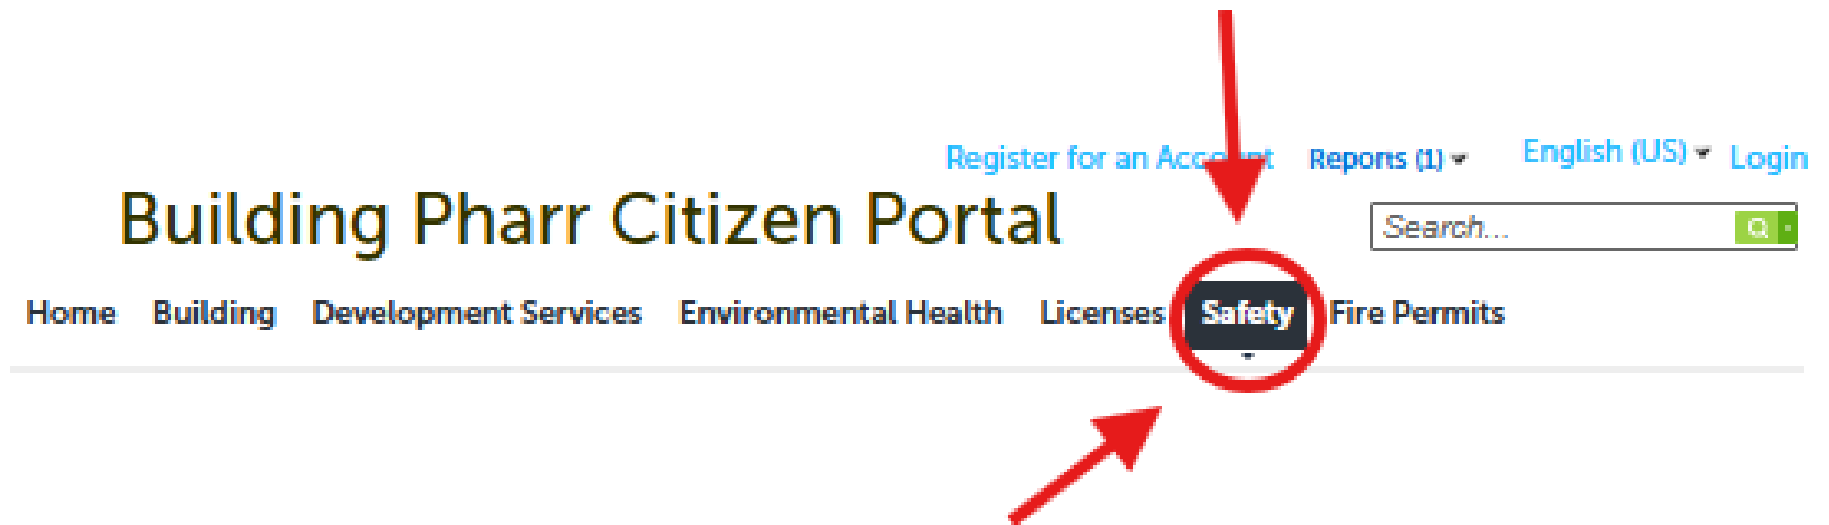 Register for an Account Reports (1) English (US) Login
Building Pharr Citizen Portal
Search...
Home Building Development Services Environmental Health Licenses Safety Fire Permits